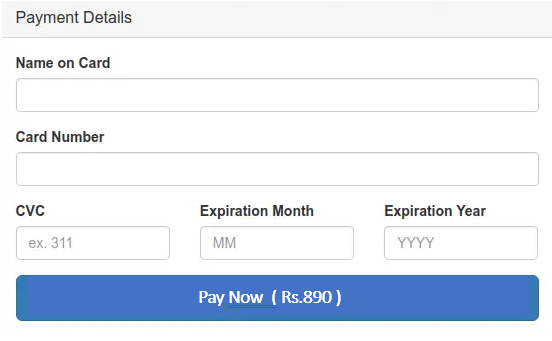 Payment Details
Name on Card
Card Number
CVC Expiration Month Expiration Year
ex. 311 MM YYYY
Pay Now ( Rs.890 )